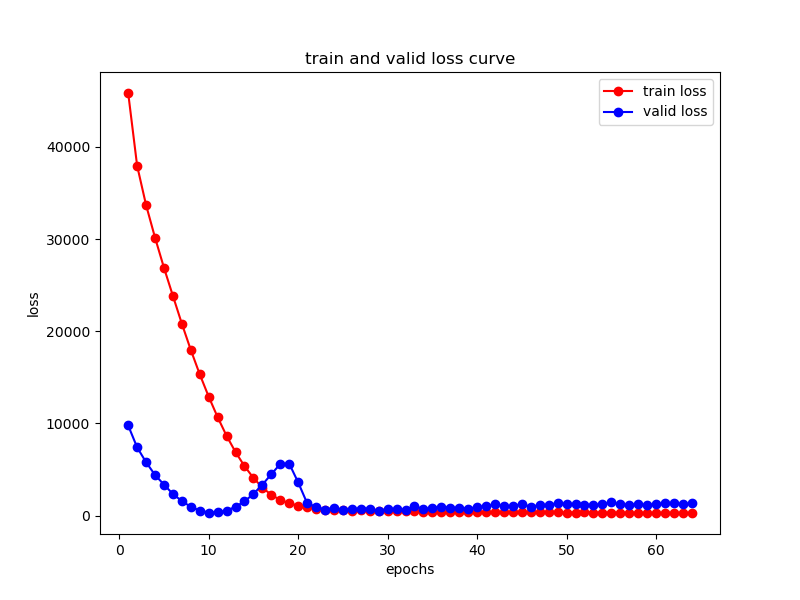 train and valid loss curve
train loss
valid loss
40000
30000
20000
10000
0
loss
0 10 20 30 40 50 60
epochs